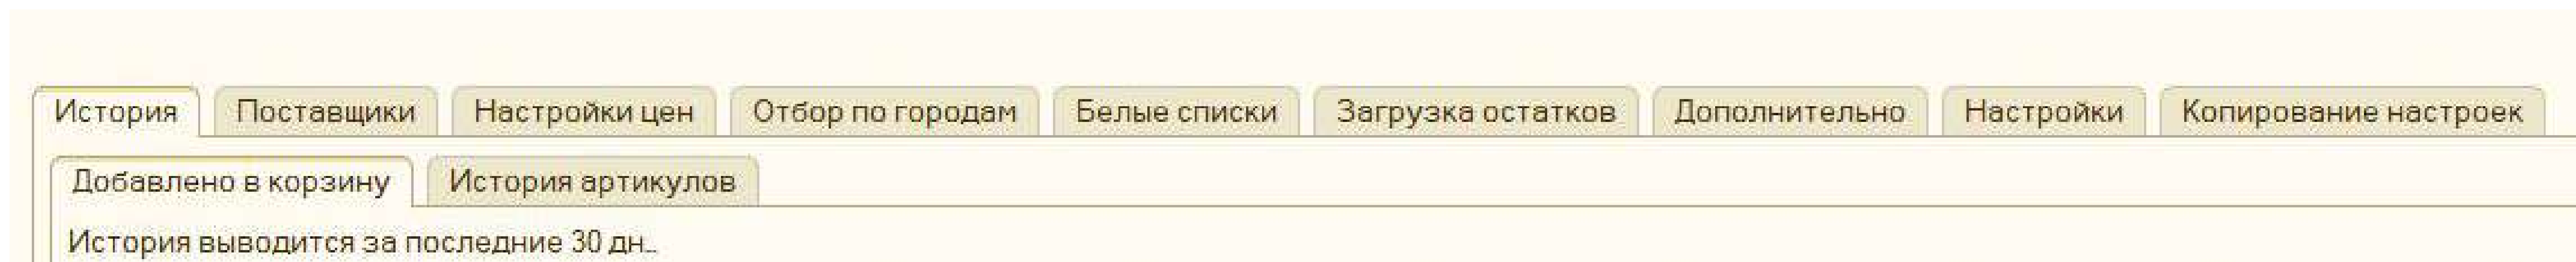 История Поставщики Настройки цен Отбор по городам Белые списки Загрузка остатков Дополнительно Настройки Копирование настроек
Добавлено в корзину История артикулов
История выводится за последние 30 дн..